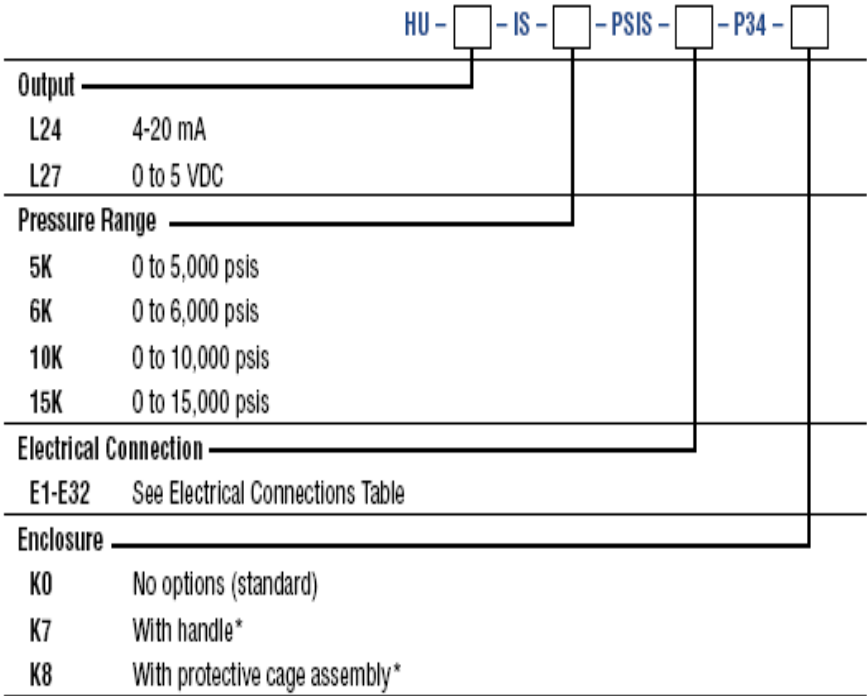 HU – – IS – – PSIS – – P34 –
Output
L24 4-20 mA
L27 0 to 5 VDC
Pressure Range
5K 0 to 5,000 psis
6K 0 to 6,000 psis
10K 0 to 10,000 psis
15K 0 to 15,000 psis
Electrical Connection
E1-E32 See Electrical Connections Table
Enclosure
K0 No options (standard)
K7 With handle*
K8 With protective cage assembly*